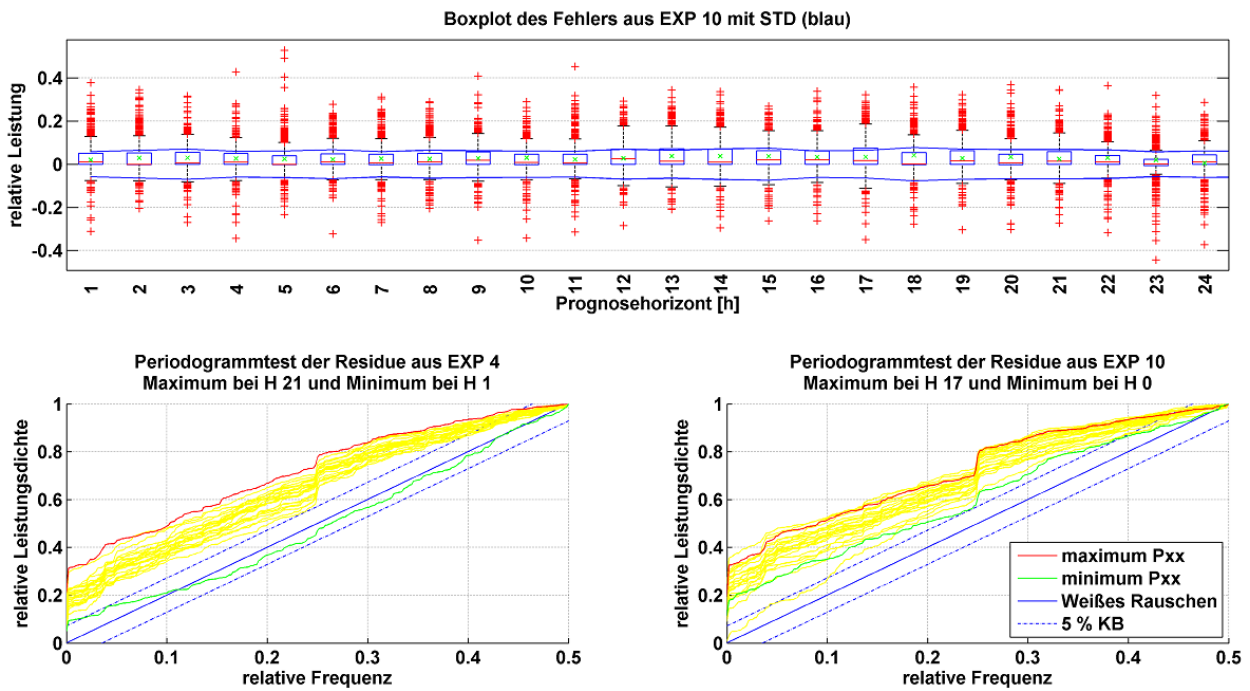 Boxplot des Fehlers aus EXP 10 mit STD (blau)
relative Leistung
0.4
0.2
0
-0.2
-0.4
1 2 3 4 5 6 7 8 9 10 11 12 13 14 15 16 17 18 19 20 21 22 23 24
Prognosehorizont [h]
Periodogrammtest der Residue aus EXP 4
Maximum bei H 21 und Minimum bei H 1
relative Leistungsdichte
1
0.8
0.6
0.4
0.2
0
0 0.1 0.2 0.3 0.4 0.5
relative Frequenz
Periodogrammtest der Residue aus EXP 10
Maximum bei H 17 und Minimum bei H 0
relative Leistungsdichte
1
0.8
0.6
0.4
0.2
0
maximum Pxx
minimum Pxx
Weißes Rauschen
5 % KB
0 0.1 0.2 0.3 0.4 0.5
relative Frequenz